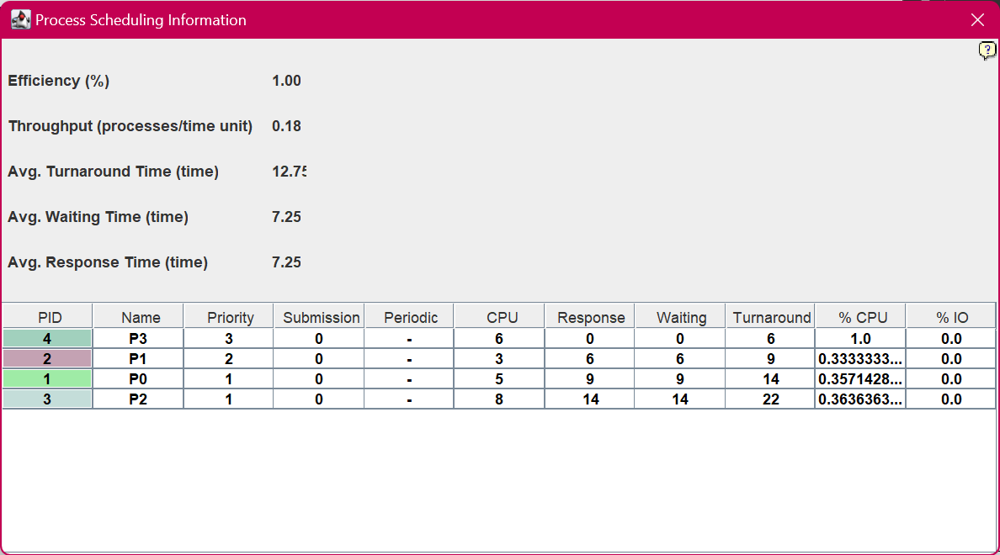 Process Scheduling Information
?
Efficiency (%) 1.00
Throughput (processes/time unit) 0.18
Avg. Turnaround Time (time) 12.75
Avg. Waiting Time (time) 7.25
Avg. Response Time (time) 7.25
PID Name Priority Submission Periodic CPU Response Waiting Turnaround % CPU % IO
4 P3 3 0 - 6 0 0 6 1.0 0.0
2 P1 2 0 - 3 6 6 9 0.3333333... 0.0
1 P0 1 0 - 5 9 9 14 0.3571428... 0.0
3 P2 1 0 - 8 14 14 22 0.3636363... 0.0